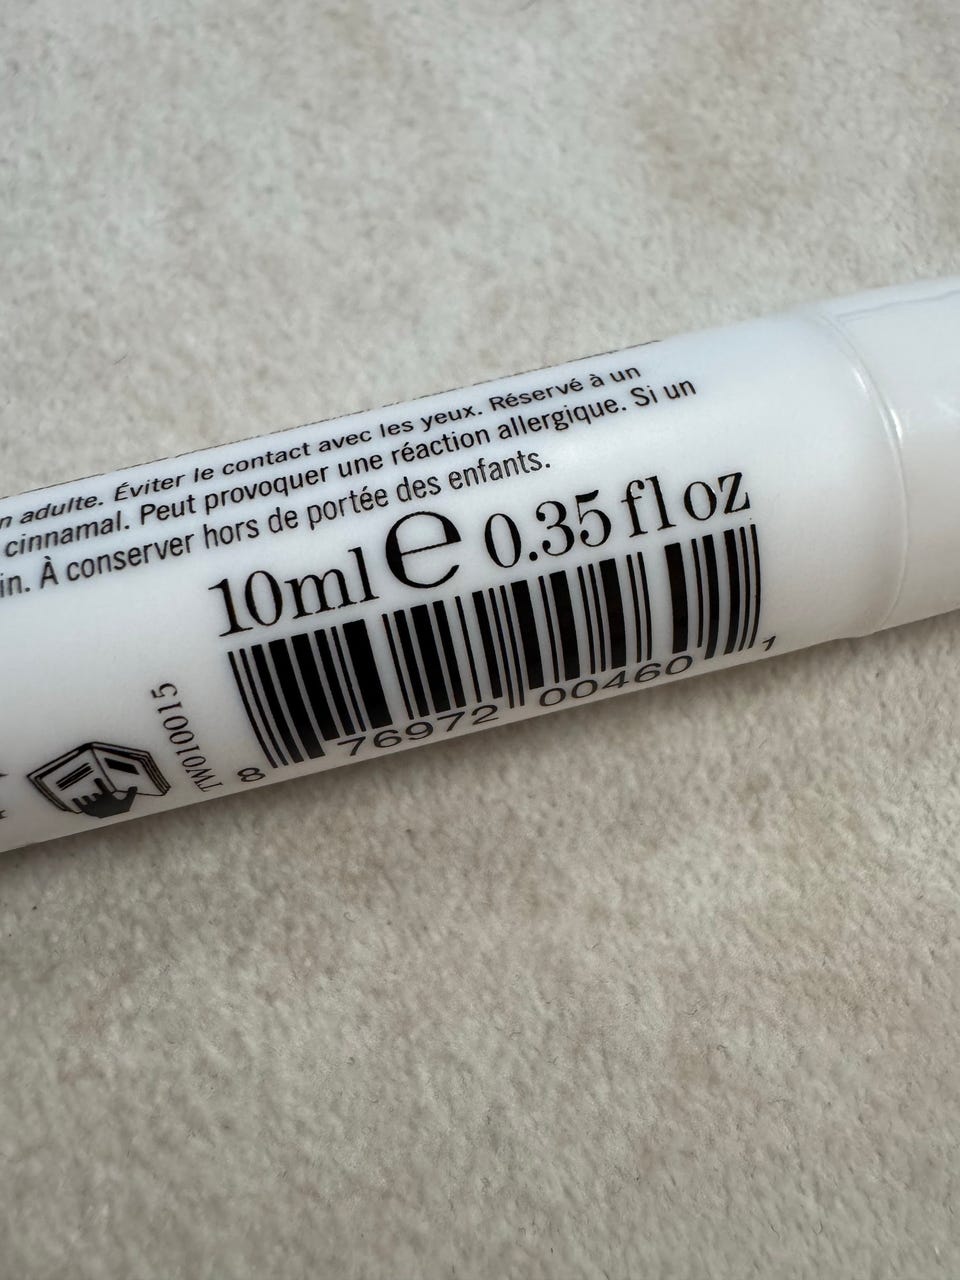 adulte. Éviter le contact avec les yeux. Réservé à un
cinnamal. Peut provoquer une réaction allergique. Si un
À conserver hors de portée des enfants.
10ml e 0.35 fl oz
8 76972 00460 1
TW010015